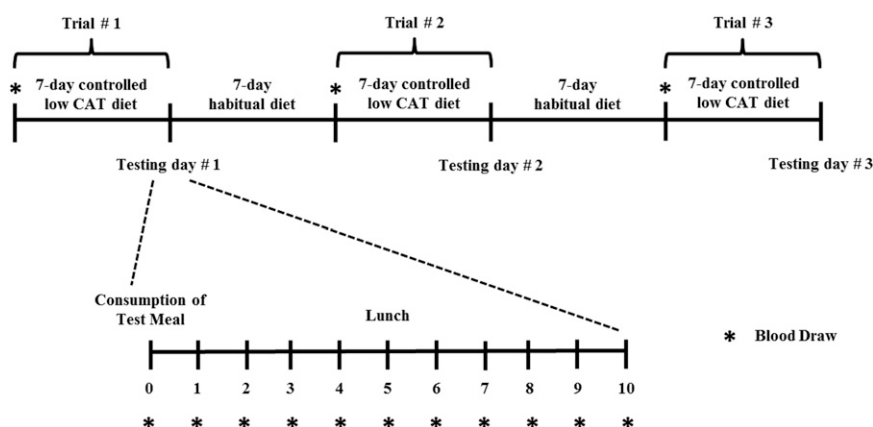 Trial # 1
Trial # 2
Trial # 3
* 7-day controlled
low CAT diet
7-day
habitual diet
* 7-day controlled
low CAT diet
7-day
habitual diet
* 7-day controlled
low CAT diet
Testing day # 1
Testing day # 2
Testing day # 3
Consumption of
Test Meal
Lunch
* Blood Draw
0 1 2 3 4 5 6 7 8 9 10
* * * * * * * * * * *